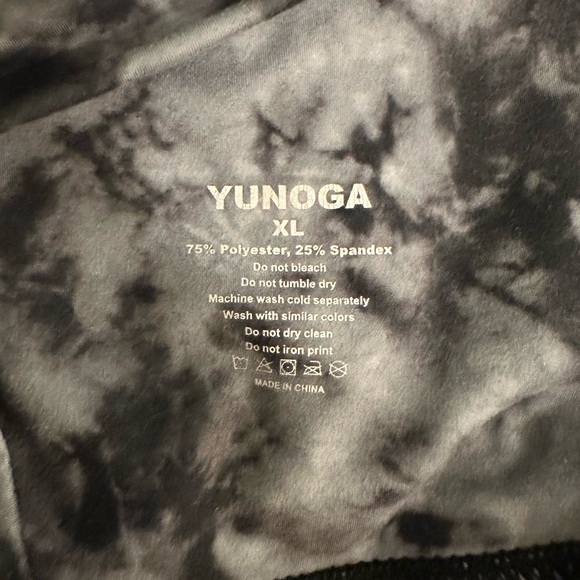 YUNOGA
XL
75% Polyester, 25% Spandex
Do not bleach
Do not tumble dry
Machine wash cold separately
Wash with similar colors
Do not dry clean
Do not iron print
MADE IN CHINA